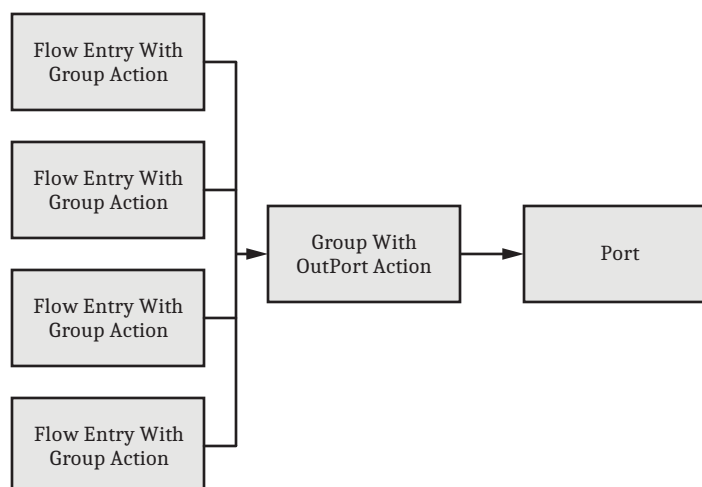 Flow Entry With
Group Action
Flow Entry With
Group Action
Group With
OutPort Action
Port
Flow Entry With
Group Action
Flow Entry With
Group Action